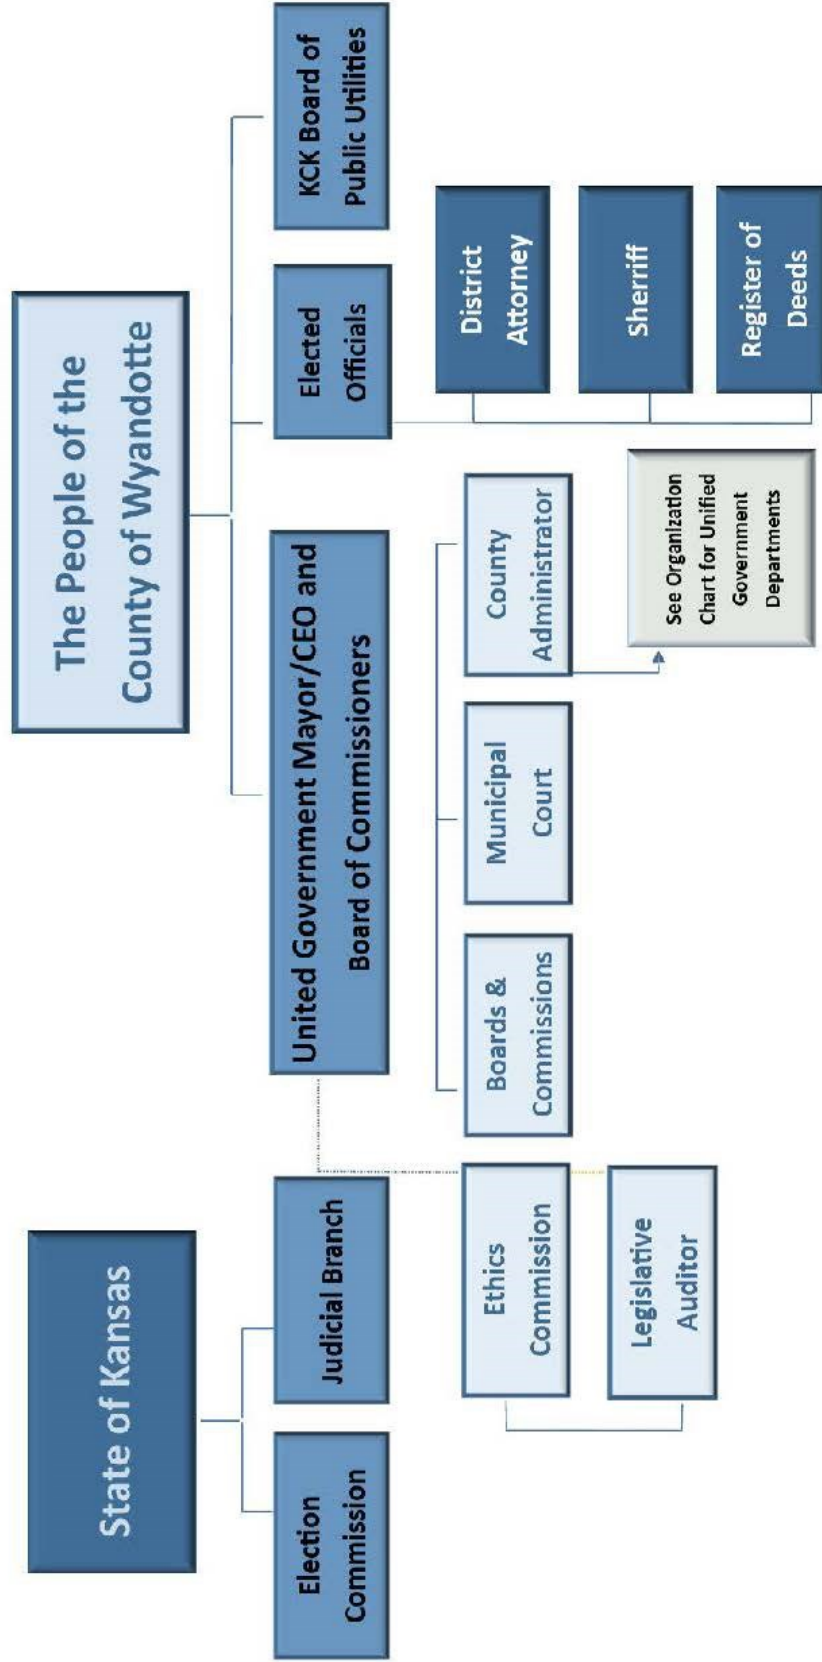 State of Kansas
The People of the
County of Wyandotte
Election
Commission
Judicial Branch
United Government Mayor/CEO and
Board of Commissioners
Elected
Officials
KCK Board of
Public Utilities
Ethics
Commission
Legislative
Auditor
Boards &
Commissions
Municipal
Court
County
Administrator
See Organization
Chart for Unified
Government
Departments
District
Attorney
Sherriff
Register of
Deeds